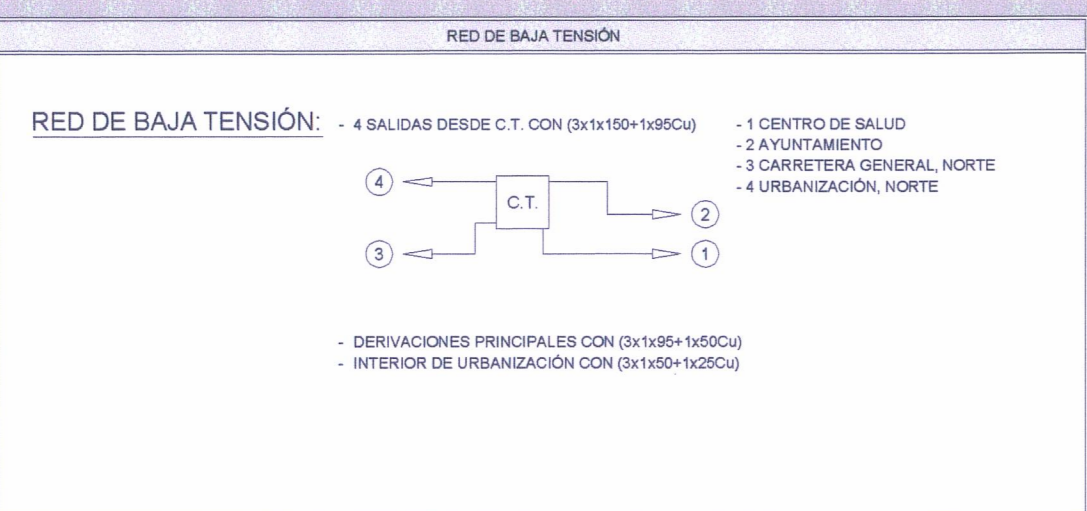 RED DE BAJA TENSIÓN
RED DE BAJA TENSIÓN:
- 4 SALIDAS DESDE C.T. CON (3x1x150+1x95Cu)
- 1 CENTRO DE SALUD
- 2 AYUNTAMIENTO
- 3 CARRETERA GENERAL, NORTE
- 4 URBANIZACIÓN, NORTE
4
C.T.
2
3
1
- DERIVACIONES PRINCIPALES CON (3x1x95+1x50Cu)
- INTERIOR DE URBANIZACIÓN CON (3x1x50+1x25Cu)